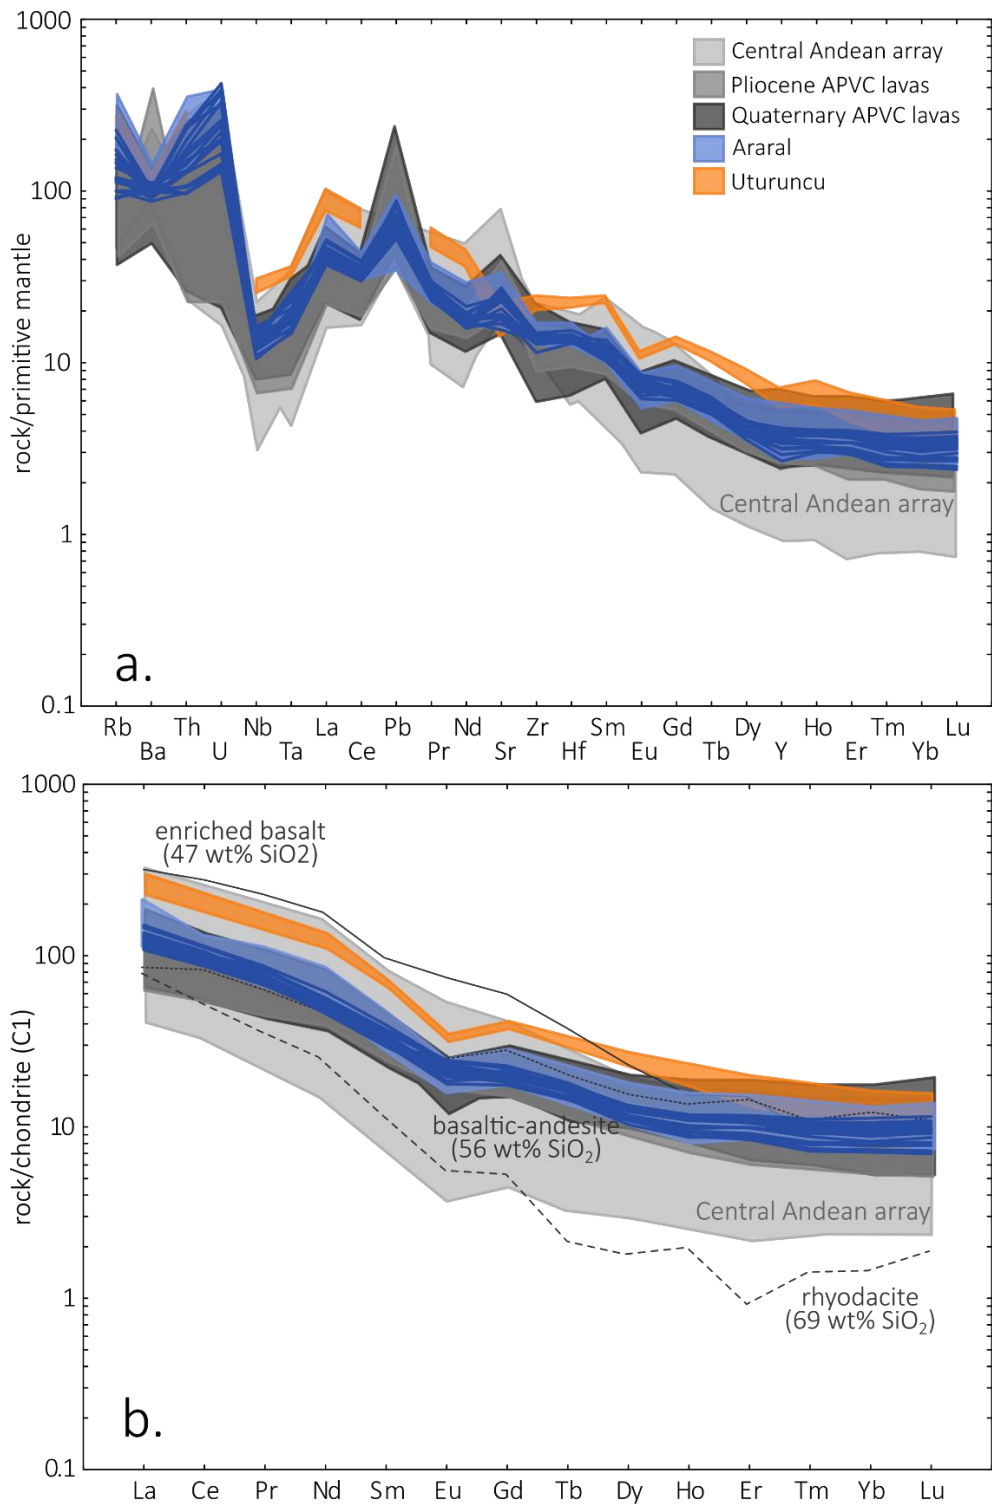 1000
100
10
1
0.1
rock/primitive mantle
Central Andean array
Pliocene APVC lavas
Quaternary APVC lavas
Araral
Uturuncu
Central Andean array
a.
Rb Th Nb La Pb Nd Zr Sm Gd Dy Ho Tm Lu
Ba U Ta Ce Pr Sr Hf Eu Tb Y Er Yb
1000
100
10
1
0.1
rock/chondrite (C1)
enriched basalt
(47 wt% SiO2)
basaltic-andesite
(56 wt% SiO₂)
Central Andean array
rhyodacite
(69 wt% SiO₂)
b.
La Ce Pr Nd Sm Eu Gd Tb Dy Ho Er Tm Yb Lu